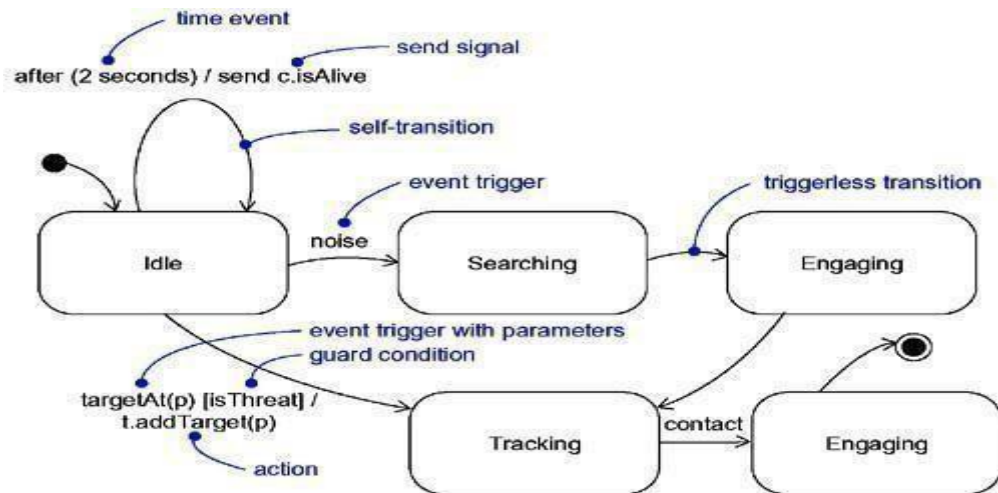 time event
send signal
after (2 seconds) / send c.isAlive
self-transition
event trigger
triggerless transition
noise
Idle
Searching
Engaging
event trigger with parameters
guard condition
targetAt(p) [isThreat] /
t.addTarget(p)
contact
Tracking
Engaging
action